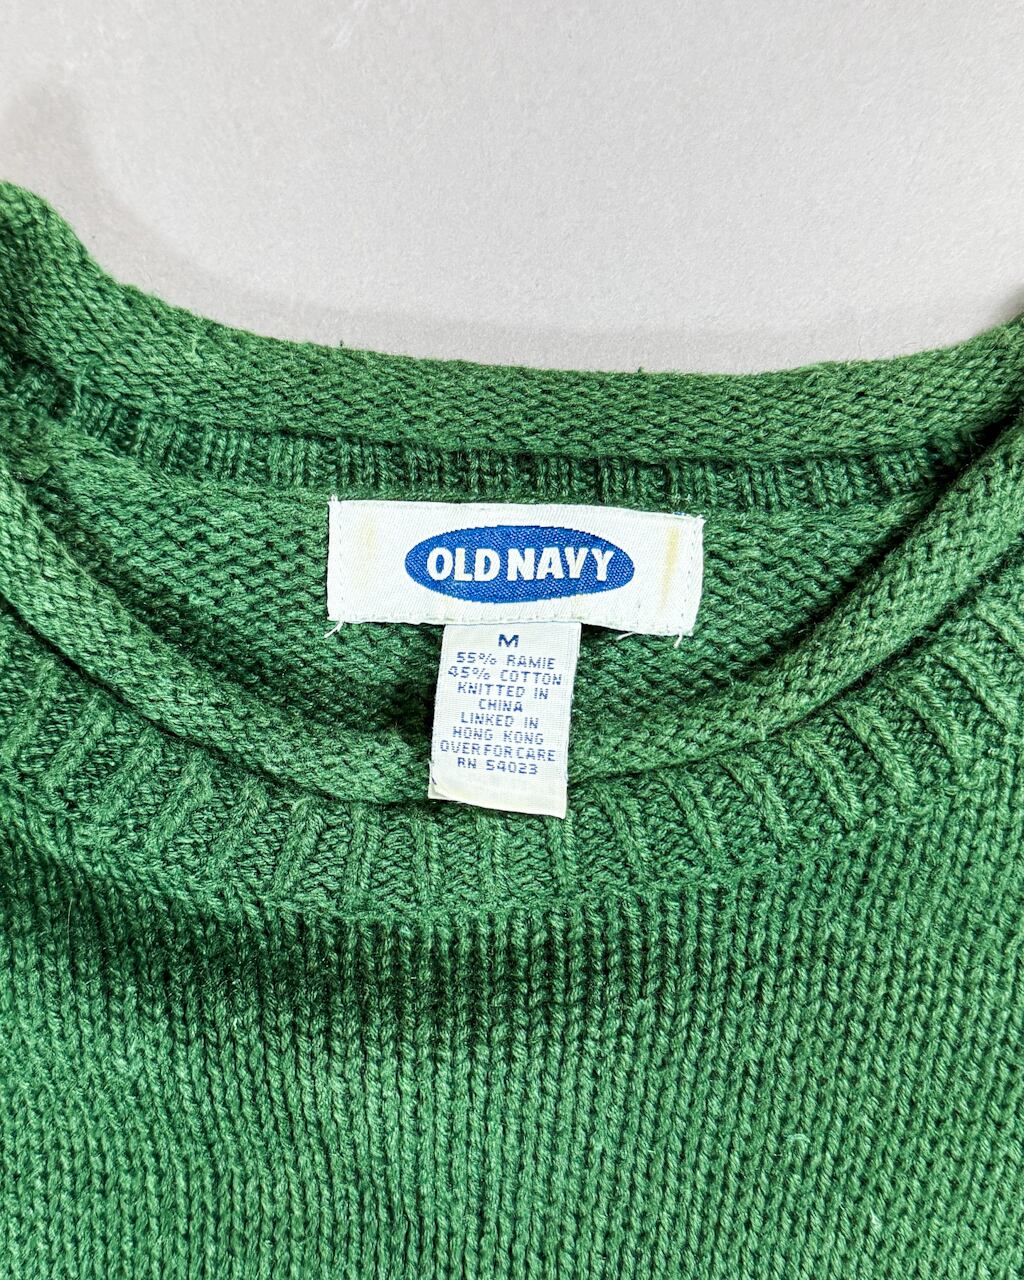 OLD NAVY
M
55% RAMIE
45% COTTON
KNITTED IN
CHINA
LINKED IN
HONG KONG
OVER FOR CARE
RN 54023